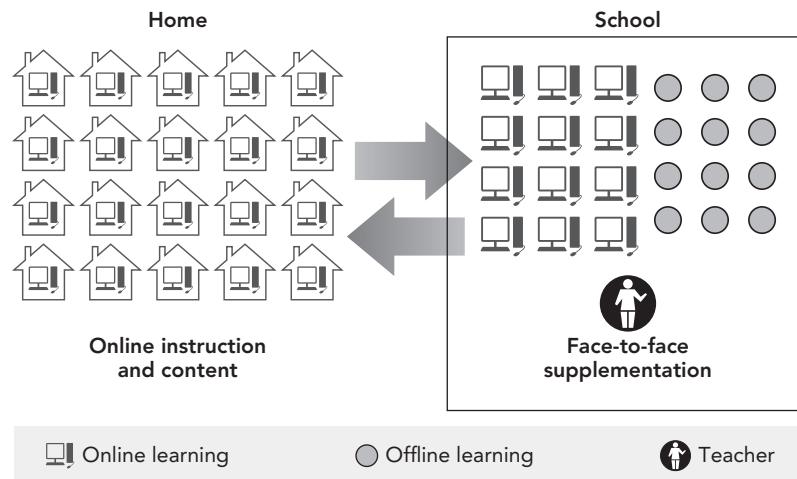 Home
School
Online instruction
and content
Face-to-face
supplementation
Online learning
Offline learning
Teacher